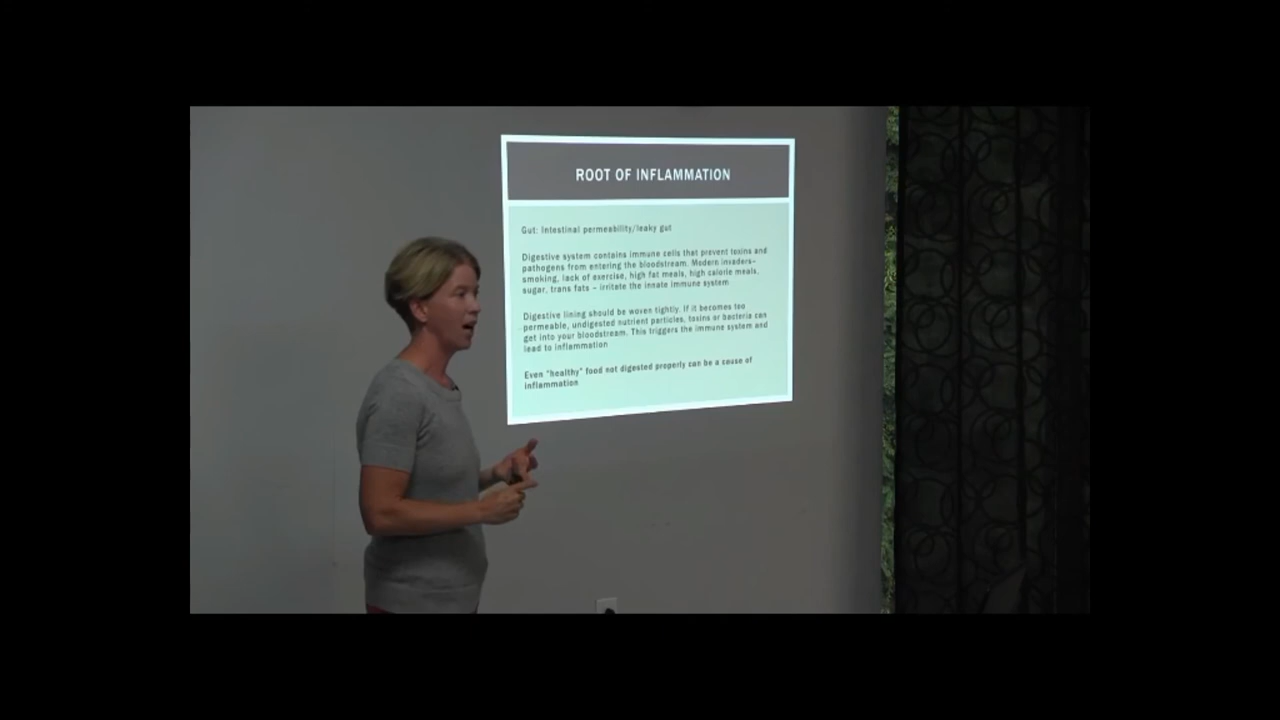 ROOT OF INFLAMMATION
Gut: Intestinal permeability/leaky gut
Digestive system contains immune cells that prevent toxins and
pathogens from entering the bloodstream. Modern invaders–
smoking, lack of exercise, high fat meals, high calorie meals,
sugar, trans fats – irritate the innate immune system
Digestive lining should be woven tightly. If it becomes too
permeable, undigested nutrient particles, toxins or bacteria can
get into your bloodstream. This triggers the immune system and
lead to inflammation
Even "healthy" food not digested properly can be a cause of
inflammation